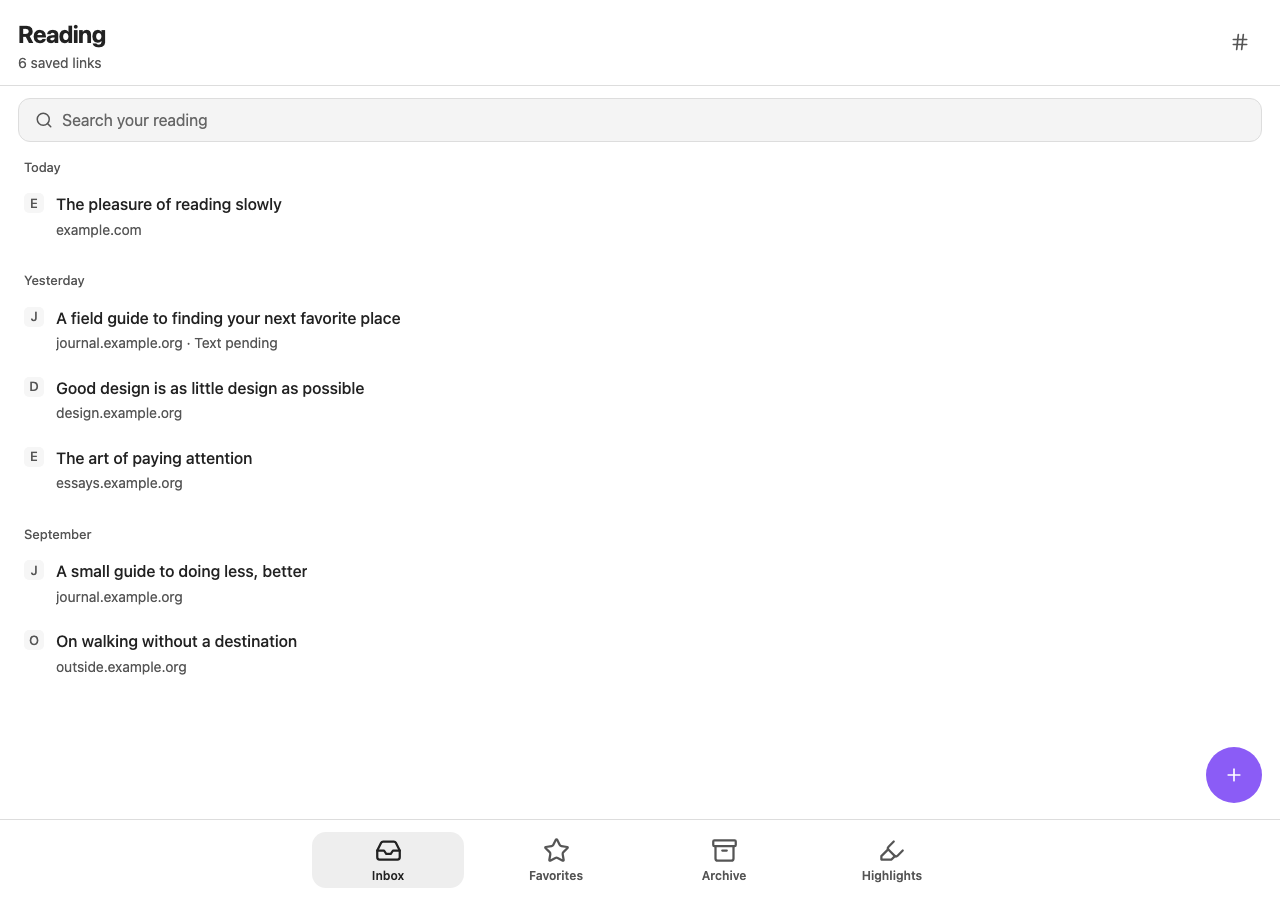 Reading
6 saved links
#
Search your reading
Today
E The pleasure of reading slowly
example.com
Yesterday
J A field guide to finding your next favorite place
journal.example.org · Text pending
D Good design is as little design as possible
design.example.org
E The art of paying attention
essays.example.org
September
J A small guide to doing less, better
journal.example.org
O On walking without a destination
outside.example.org
+
Inbox Favorites Archive Highlights